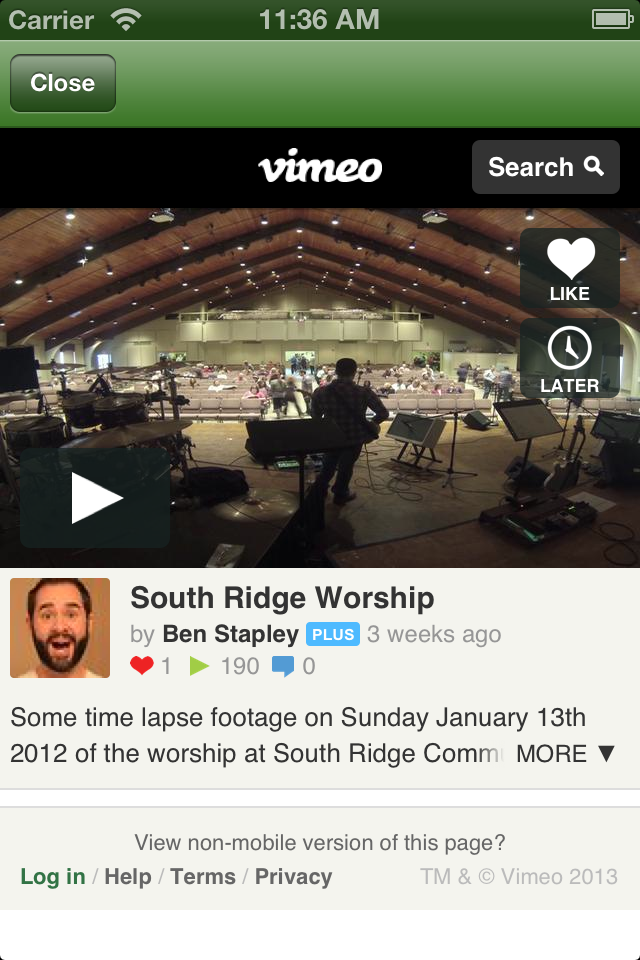 Carrier 11:36 AM
Close
vimeo Search
LIKE
LATER
South Ridge Worship
by Ben Stapley PLUS 3 weeks ago
1 190 0
Some time lapse footage on Sunday January 13th
2012 of the worship at South Ridge Comm MORE ▼
View non-mobile version of this page?
Log in / Help / Terms / Privacy TM & © Vimeo 2013